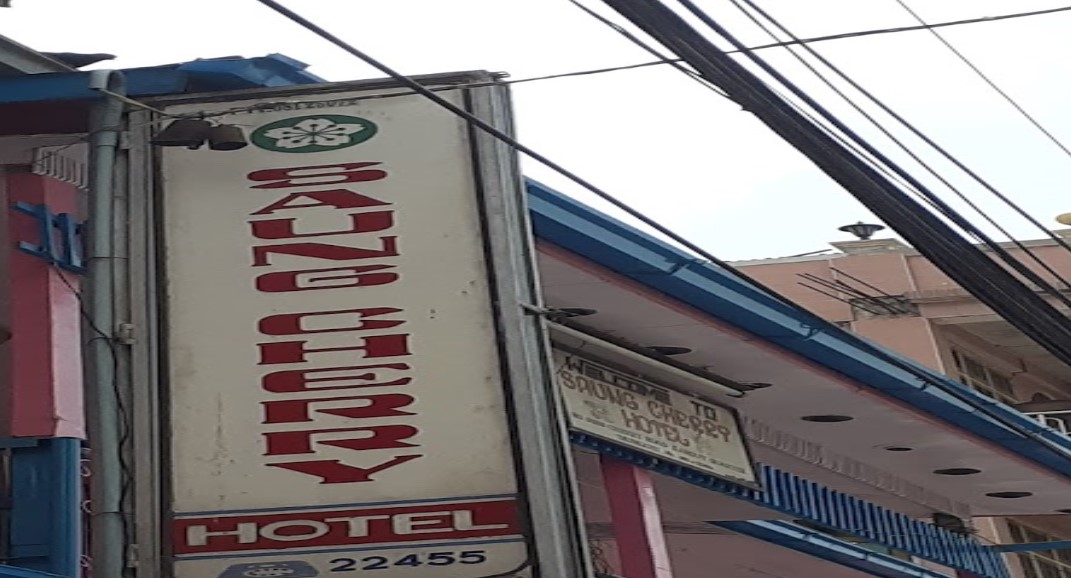 SAUNG CHERRY
HOTEL
22455
WELCOME TO
SAUNG CHERRY
HOTEL